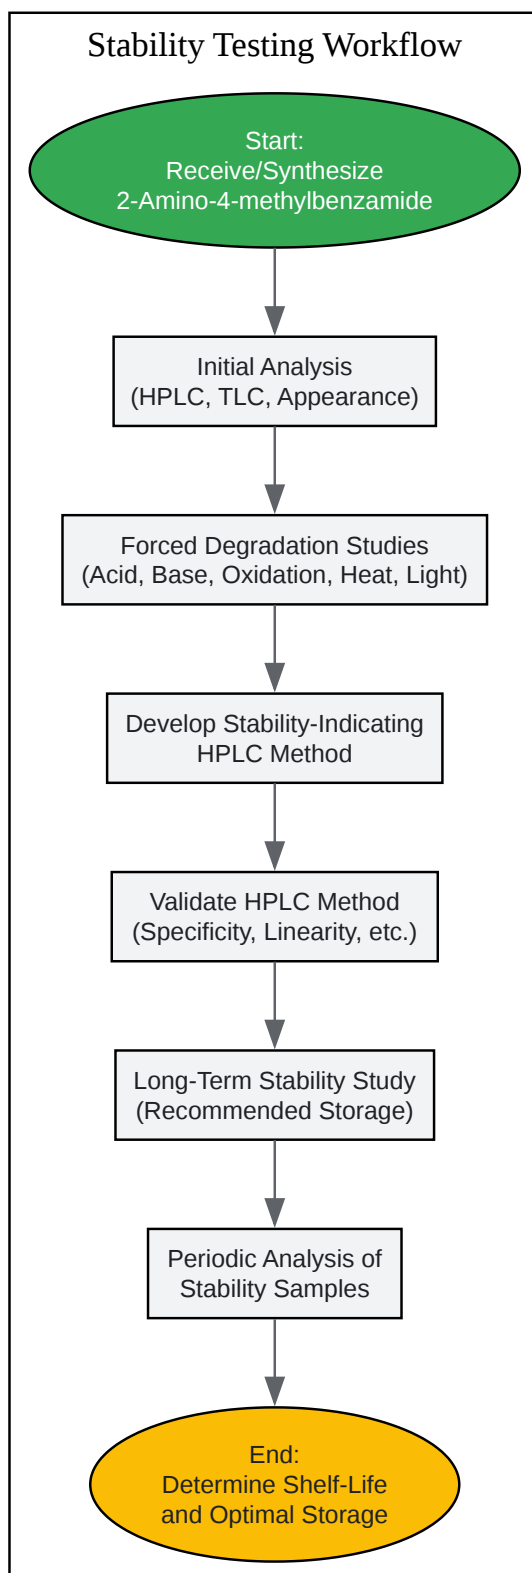 Stability Testing Workflow
Start:
Receive/Synthesize
2-Amino-4-methylbenzamide
Initial Analysis
(HPLC, TLC, Appearance)
Forced Degradation Studies
(Acid, Base, Oxidation, Heat, Light)
Develop Stability-Indicating
HPLC Method
Validate HPLC Method
(Specificity, Linearity, etc.)
Long-Term Stability Study
(Recommended Storage)
Periodic Analysis of
Stability Samples
End:
Determine Shelf-Life
and Optimal Storage